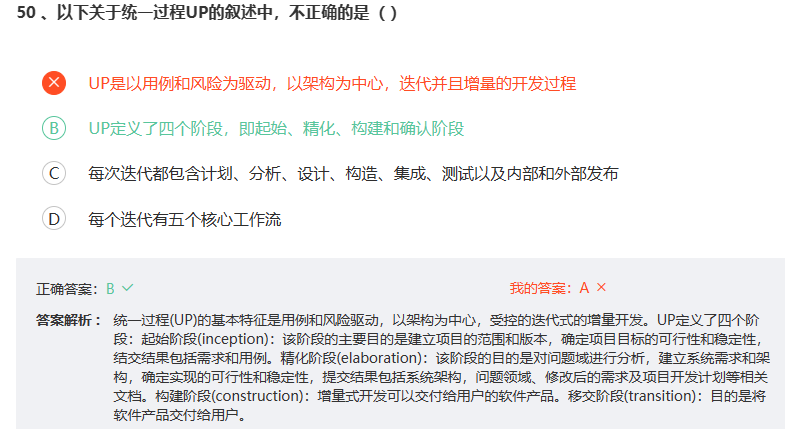 50 、以下关于统一过程UP的叙述中，不正确的是（ ）
UP是以用例和风险为驱动，以架构为中心，迭代并且增量的开发过程
B UP定义了四个阶段，即起始、精化、构建和确认阶段
C 每次迭代都包含计划、分析、设计、构造、集成、测试以及内部和外部发布
D 每个迭代有五个核心工作流
正确答案：B 我的答案：A
答案解析： 统一过程(UP)的基本特征是用例和风险驱动，以架构为中心，受控的迭代式的增量开发。UP定义了四个阶
段：起始阶段(inception)：该阶段的主要目的是建立项目的范围和版本，确定项目目标的可行性和稳定性，
结交结果包括需求和用例。精化阶段(elaboration)：该阶段的目的是对问题域进行分析，建立系统需求和架
构，确定实现的可行性和稳定性，提交结果包括系统架构，问题领域、修改后的需求及项目开发计划等相关
文档。构建阶段(construction)：增量式开发可以交付给用户的软件产品。移交阶段(transition)：目的是将
软件产品交付给用户。